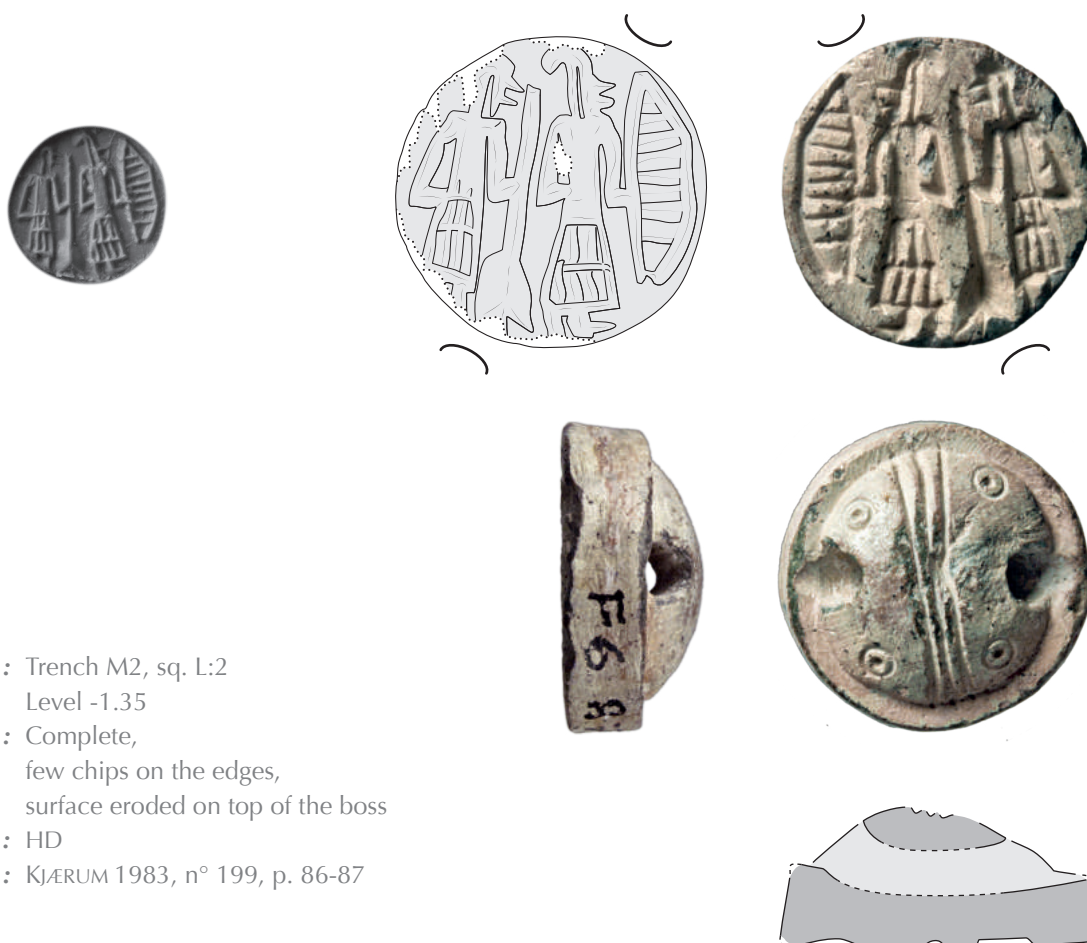 : Trench M2, sq. L:2
Level -1.35
: Complete,
few chips on the edges,
surface eroded on top of the boss
: HD
: KJÆRUM 1983, n° 199, p. 86-87
F6